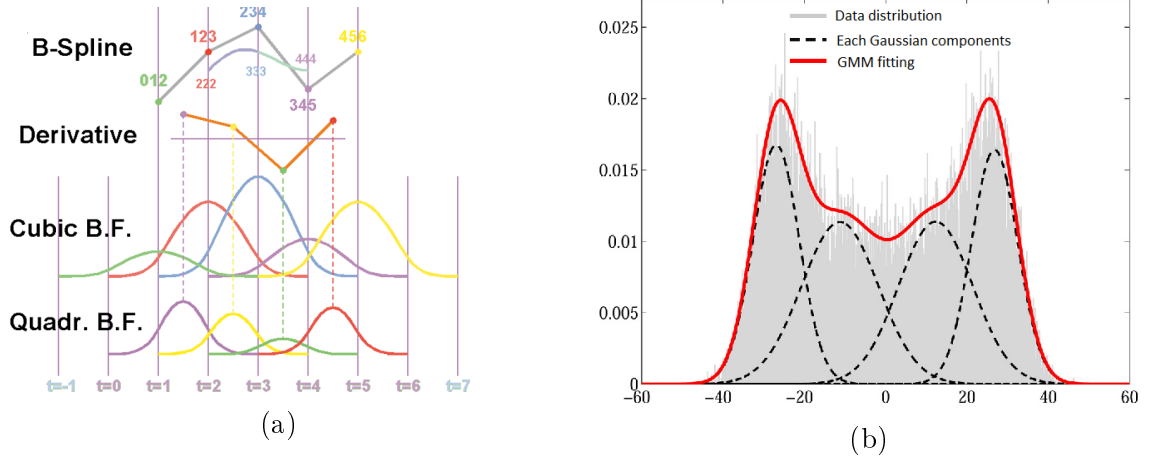 B-Spline
234
123
456
444
333
222
012
345
Derivative
Cubic B.F.
Quadr. B.F.
t=-1 t=0 t=1 t=2 t=3 t=4 t=5 t=6 t=7
(a)
0.025
0.02
0.015
0.01
0.005
0
−60 −40 −20 0 20 40 60
Data distribution
Each Gaussian components
GMM fitting
(b)